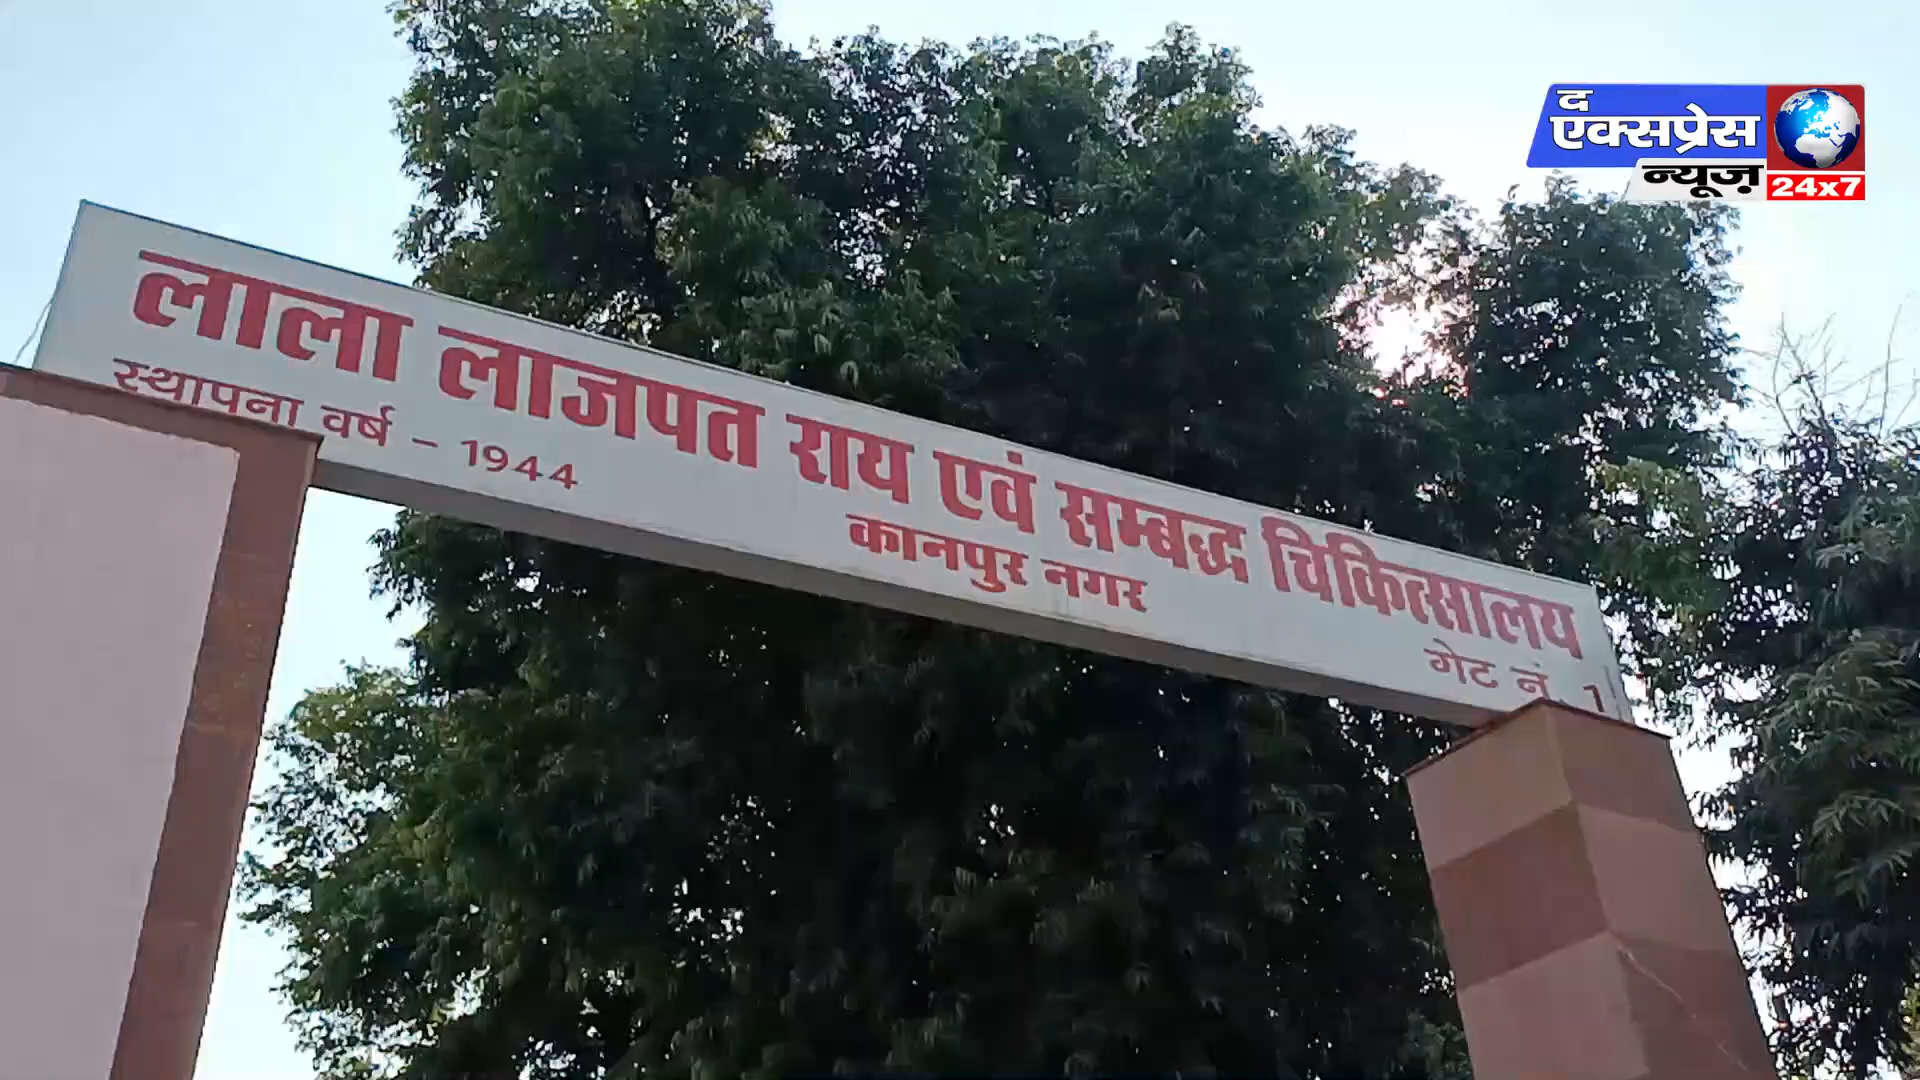 द
एक्सप्रेस
न्यूज़
24x7
लाला लाजपत राय एवं सम्बद्ध चिकित्सालय
स्थापना वर्ष - 1944
कानपुर नगर
गेट नं. 1